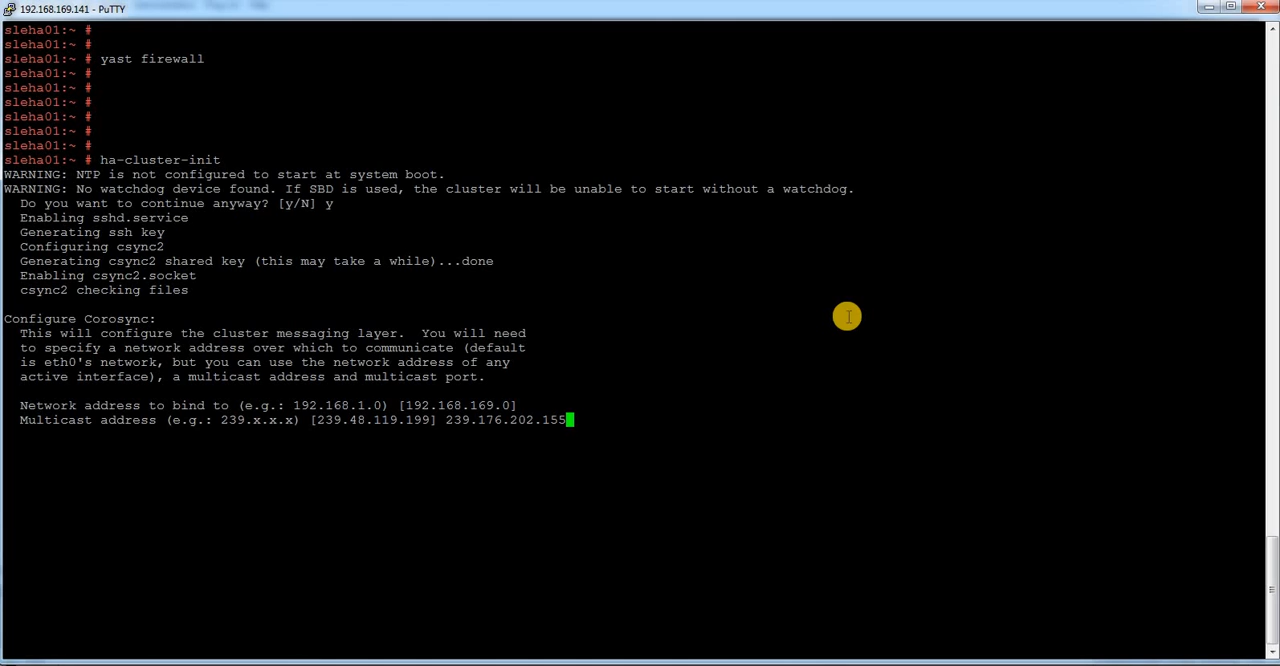 192.168.169.141 - PuTTY
sleha01:~ #
sleha01:~ #
sleha01:~ # yast firewall
sleha01:~ #
sleha01:~ #
sleha01:~ #
sleha01:~ #
sleha01:~ #
sleha01:~ #
sleha01:~ # ha-cluster-init
WARNING: NTP is not configured to start at system boot.
WARNING: No watchdog device found. If SBD is used, the cluster will be unable to start without a watchdog.
Do you want to continue anyway? [y/N] y
Enabling sshd.service
Generating ssh key
Configuring csync2
Generating csync2 shared key (this may take a while)...done
Enabling csync2.socket
csync2 checking files
Configure Corosync:
This will configure the cluster messaging layer.  You will need
to specify a network address over which to communicate (default
is eth0's network, but you can use the network address of any
active interface), a multicast address and multicast port.
Network address to bind to (e.g.: 192.168.1.0) [192.168.169.0]
Multicast address (e.g.: 239.x.x.x) [239.48.119.199] 239.176.202.155